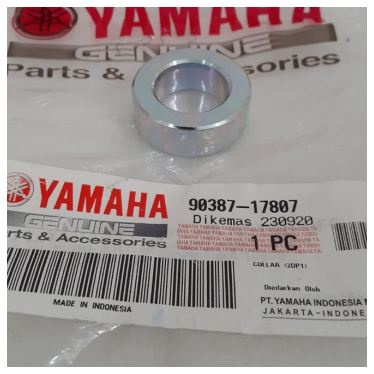 YAMAHA
GENUINE
Parts & Accessories
YAMAHA
GENUINE
Parts & Accessories
90387-17807
Dikemas 230920
1 PC
COLLAR (2DP1)
Diedarkan Oleh
PT. YAMAHA INDONESIA M
JAKARTA-INDONE
MADE IN INDONESIA